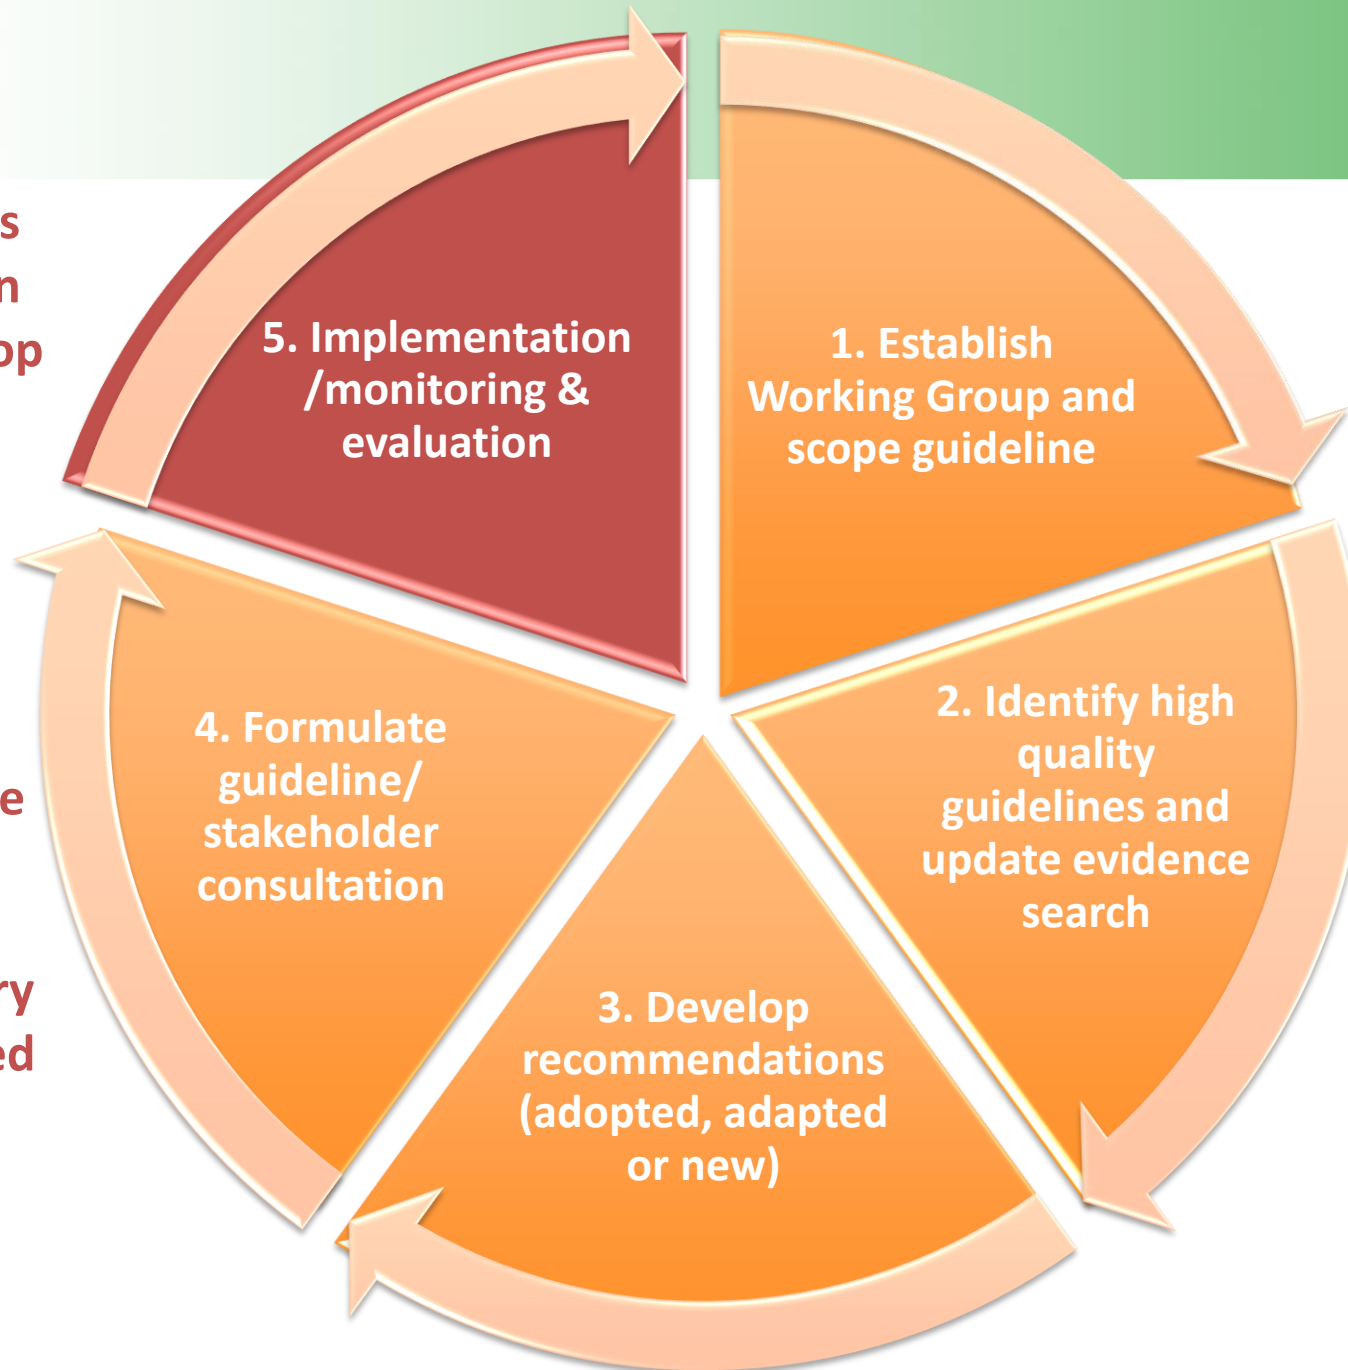 5. Implementation
/monitoring &
evaluation
1. Establish
Working Group and
scope guideline
2. Identify high
quality
guidelines and
update evidence
search
3. Develop
recommendations
(adopted, adapted
or new)
4. Formulate
guideline/
stakeholder
consultation